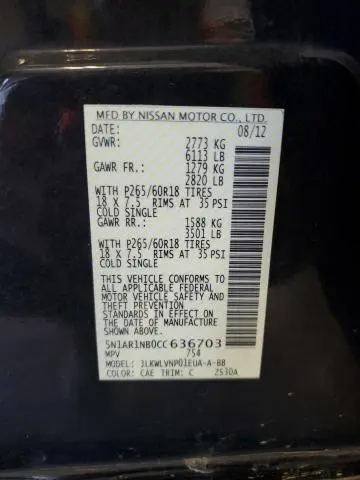 MFD BY NISSAN MOTOR CO., LTD.
DATE: 08/12
GVWR: 2773 KG
6113 LB
GAWR FR.: 1279 KG
2820 LB
WITH P265/60R18 TIRES
18 X 7.5 RIMS AT 35 PSI
COLD SINGLE
GAWR RR.: 1588 KG
3501 LB
WITH P265/60R18 TIRES
18 X 7.5 RIMS AT 35 PSI
COLD SINGLE
THIS VEHICLE CONFORMS TO
ALL APPLICABLE FEDERAL
MOTOR VEHICLE SAFETY
STANDARDS IN EFFECT ON THE
DATE OF MANUFACTURE SHOWN
ABOVE.
5N1AR1NB0CC636703
MPV 754
MODEL: 3LKWLVNP01EUA-A-BB
COLOR: CAE TRIM: C 2530A